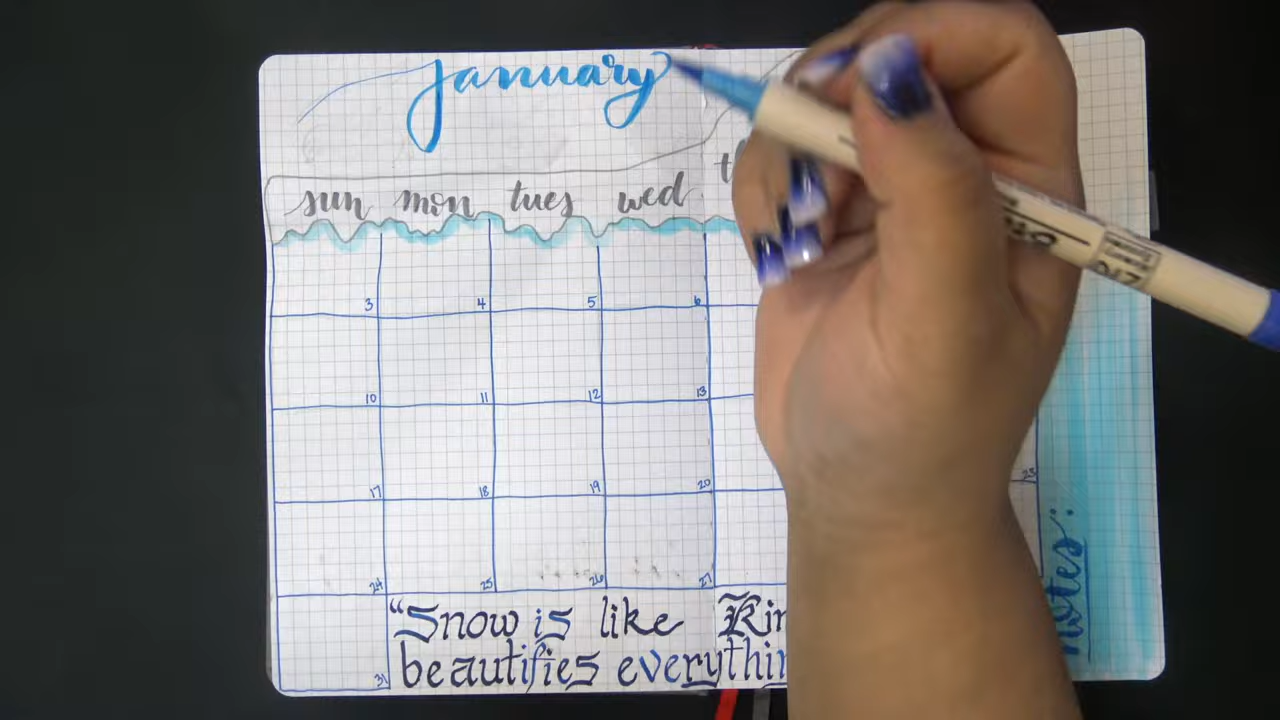 january
sun mon tues wed
3 4 5 6
10 11 12 13
17 18 19 20 23
24 25 26 27
31
"Snow is like
beautifies everythin
notes: